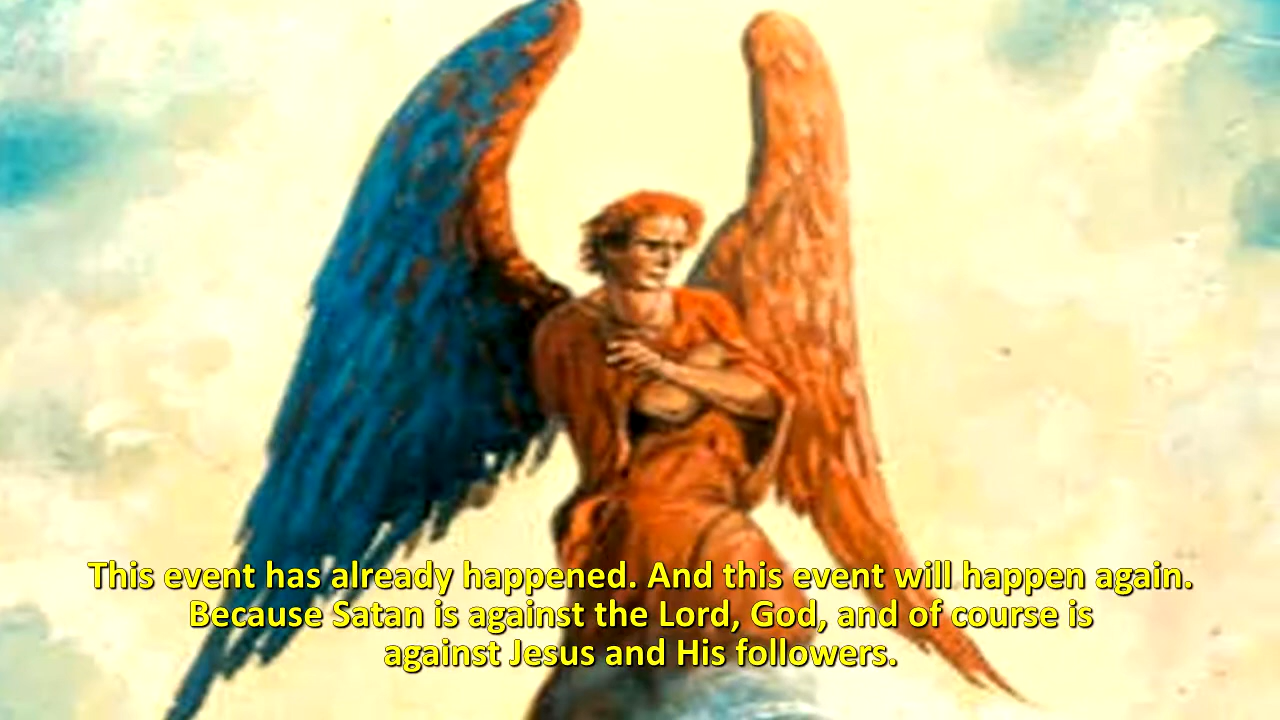 This event has already happened. And this event will happen again.
Because Satan is against the Lord, God, and of course is
against Jesus and His followers.